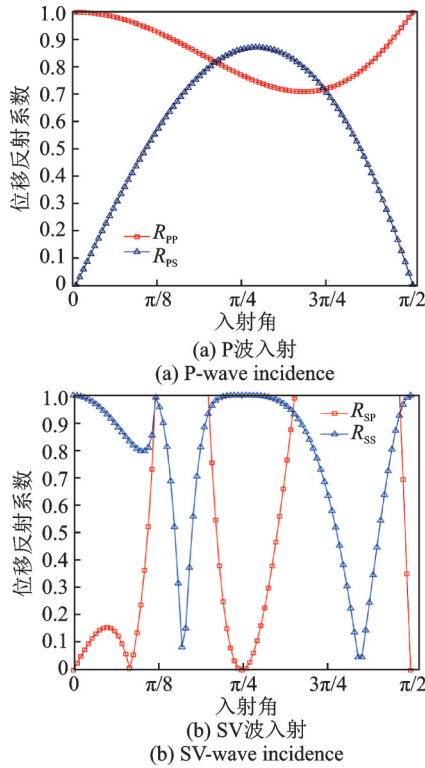 1.0
0.9
0.8
0.7
0.6
0.5
0.4
0.3
0.2
0.1
0
位移反射系数
R_PP
R_PS
0 π/8 π/4 3π/4 π/2
入射角
(a) P波入射
(a) P-wave incidence
1.0
0.9
0.8
0.7
0.6
0.5
0.4
0.3
0.2
0.1
0
位移反射系数
R_SP
R_SS
0 π/8 π/4 3π/4 π/2
入射角
(b) SV波入射
(b) SV-wave incidence